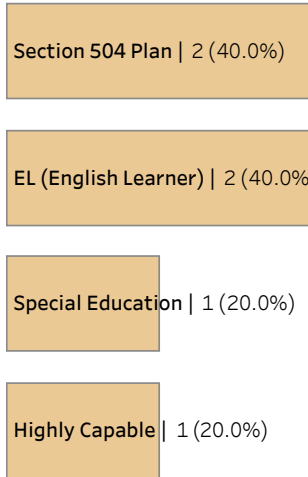 Section 504 Plan | 2 (40.0%)
EL (English Learner) | 2 (40.0%
Special Education | 1 (20.0%)
Highly Capable | 1 (20.0%)